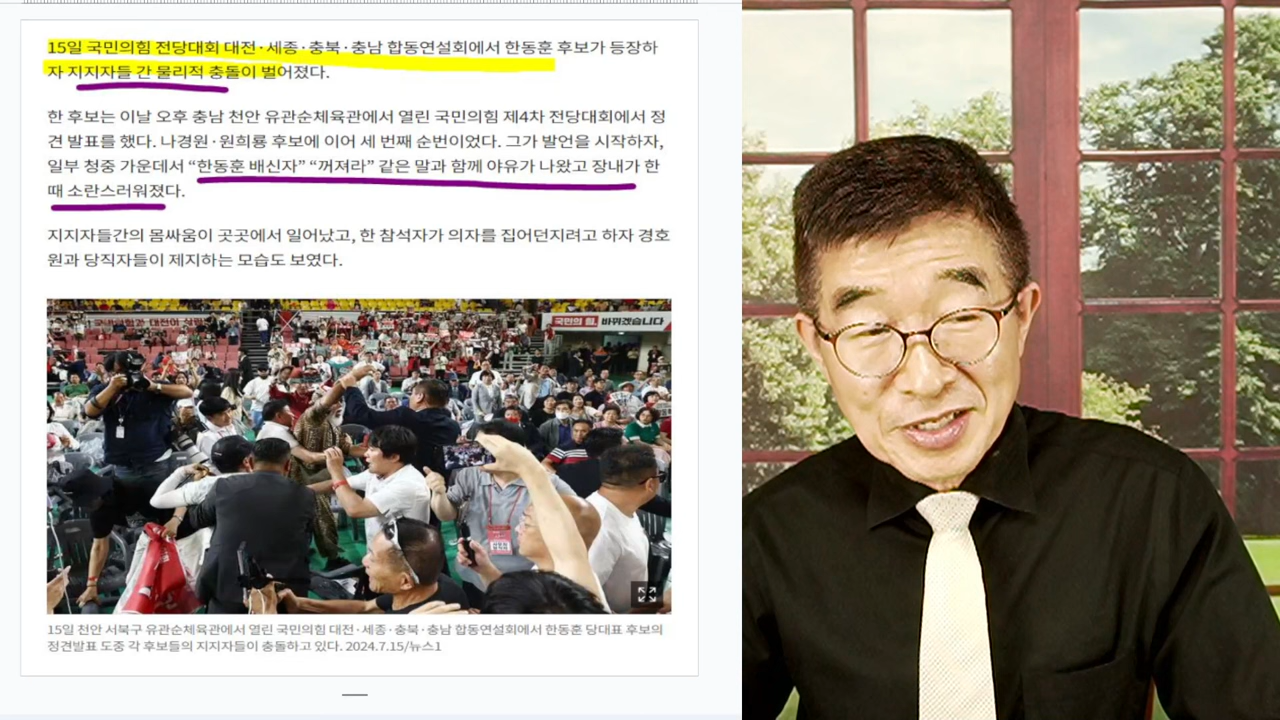 15일 국민의힘 전당대회 대전·세종·충북·충남 합동연설회에서 한동훈 후보가 등장하
자 지지자들 간 물리적 충돌이 벌어졌다.
한 후보는 이날 오후 충남 천안 유관순체육관에서 열린 국민의힘 제4차 전당대회에서 정
견 발표를 했다. 나경원·원희룡 후보에 이어 세 번째 순번이었다. 그가 발언을 시작하자,
일부 청중 가운데서 “한동훈 배신자” “꺼져라” 같은 말과 함께 야유가 나왔고 장내가 한
때 소란스러워졌다.
지지자들간의 몸싸움이 곳곳에서 일어났고, 한 참석자가 의자를 집어던지려고 하자 경호
원과 당직자들이 제지하는 모습도 보였다.
국민의 힘, 바뀌겠습니다
15일 천안 서북구 유관순체육관에서 열린 국민의힘 대전·세종·충북·충남 합동연설회에서 한동훈 당대표 후보의
정견발표 도중 각 후보들의 지지자들이 충돌하고 있다. 2024.7.15/뉴스1